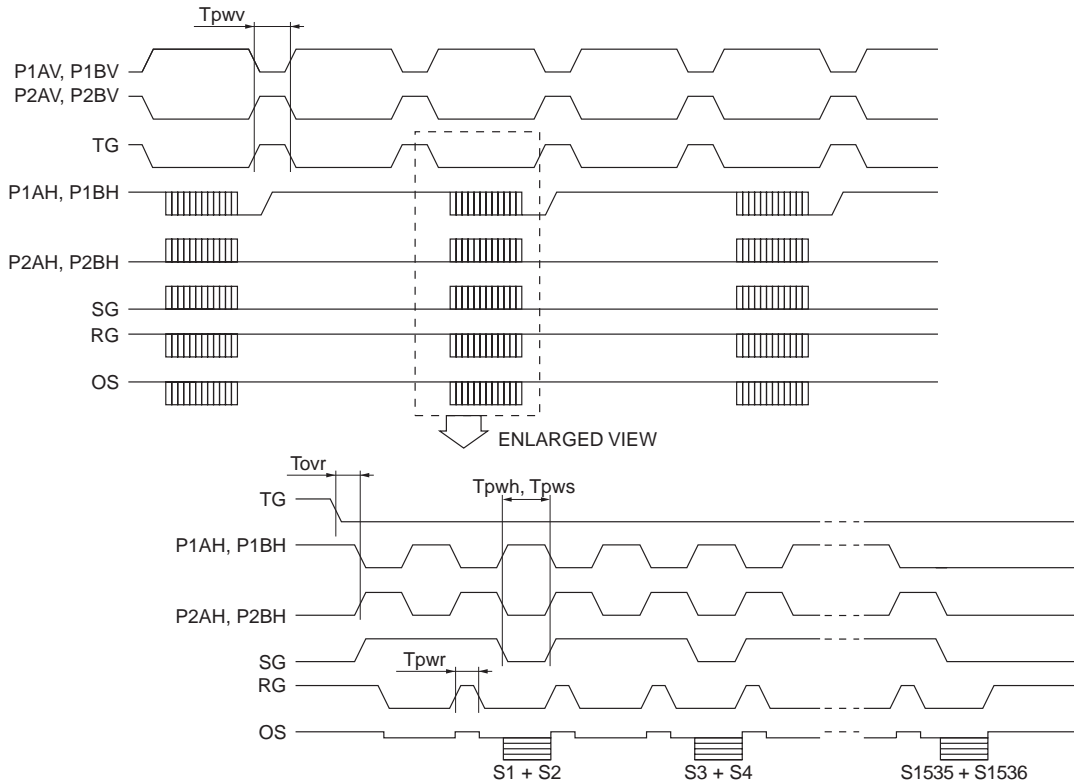 Tpwv
P1AV, P1BV
P2AV, P2BV
TG
P1AH, P1BH
P2AH, P2BH
SG
RG
OS
ENLARGED VIEW
Tovr
Tpwh, Tpws
TG
P1AH, P1BH
P2AH, P2BH
SG
Tpwr
RG
OS
S1 + S2
S3 + S4
S1535 + S1536